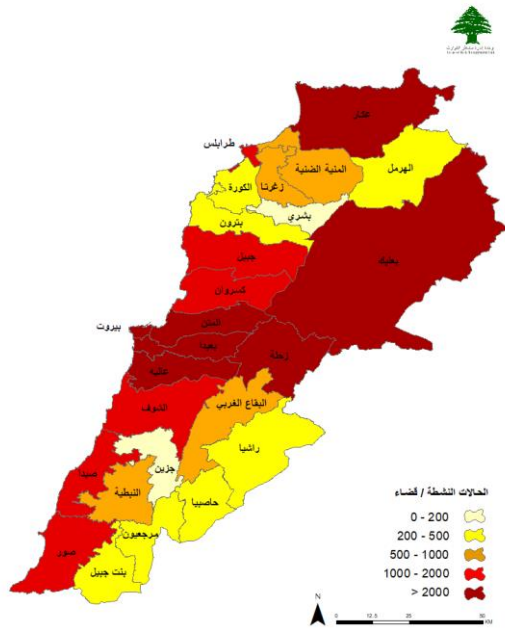 عكار
طرابلس
المنية الضنية
الهرمل
زغرتا
الكورة
بشري
بترون
بعلبك
جبيل
كسروان
المتن
بيروت
بعبدا
زحلة
عاليه
البقاع الغربي
الشوف
راشيا
جزين
صيدا
النبطية
حاصبيا
مرجعيون
صور
بنت جبيل
الحالات النشطة / قضاء
0 - 200
200 - 500
500 - 1000
1000 - 2000
> 2000
N
0 12.5 25 50
KM